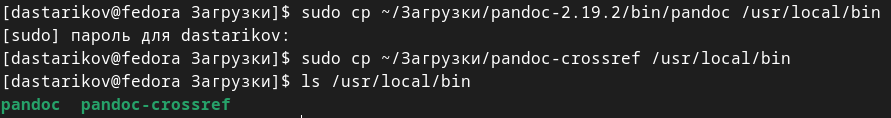 [dastarikov@fedora Загрузки]$ sudo cp ~/Загрузки/pandoc-2.19.2/bin/pandoc /usr/local/bin
[sudo] пароль для dastarikov:
[dastarikov@fedora Загрузки]$ sudo cp ~/Загрузки/pandoc-crossref /usr/local/bin
[dastarikov@fedora Загрузки]$ ls /usr/local/bin
pandoc  pandoc-crossref